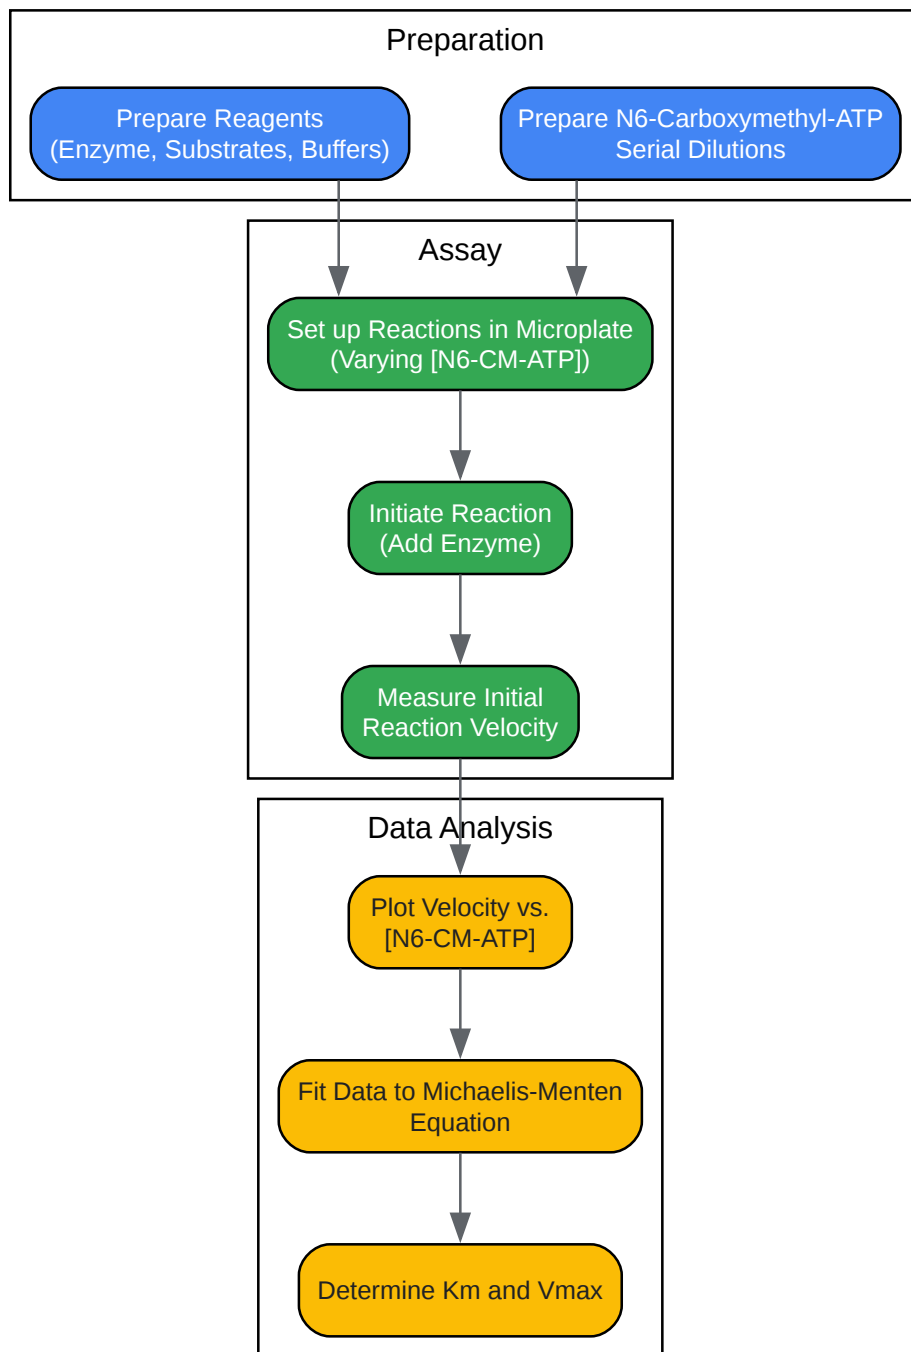 Preparation
Prepare Reagents
(Enzyme, Substrates, Buffers)
Prepare N6-Carboxymethyl-ATP
Serial Dilutions
Assay
Set up Reactions in Microplate
(Varying [N6-CM-ATP])
Initiate Reaction
(Add Enzyme)
Measure Initial
Reaction Velocity
Data Analysis
Plot Velocity vs.
[N6-CM-ATP]
Fit Data to Michaelis-Menten
Equation
Determine Km and Vmax